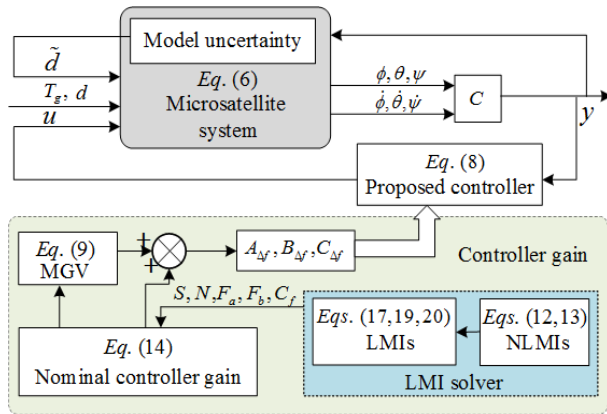 Model uncertainty
d̃
Eq. (6)
Microsatellite
system
T_g, d
u
ϕ,θ,ψ
ϕ̇,θ̇,ψ̇
C
y
Eq. (8)
Proposed controller
Eq. (9)
MGV
+
+
A_Δf, B_Δf, C_Δf
Controller gain
S, N, F_a, F_b, C_f
Eq. (14)
Nominal controller gain
Eqs. (17,19,20)
LMIs
Eqs. (12,13)
NLMIs
LMI solver